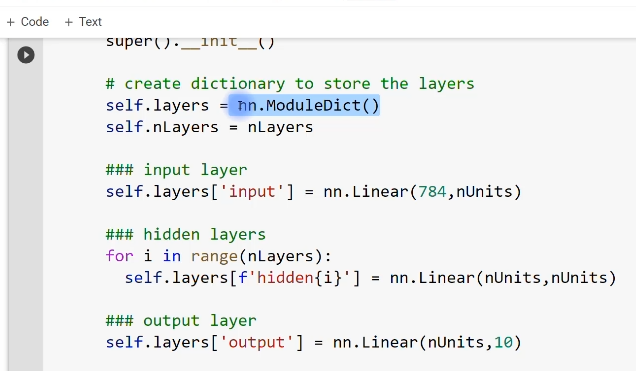 + Code + Text
super().__init__()
# create dictionary to store the layers
self.layers = nn.ModuleDict()
self.nLayers = nLayers
### input layer
self.layers['input'] = nn.Linear(784,nUnits)
### hidden layers
for i in range(nLayers):
self.layers[f'hidden{i}'] = nn.Linear(nUnits,nUnits)
### output layer
self.layers['output'] = nn.Linear(nUnits,10)